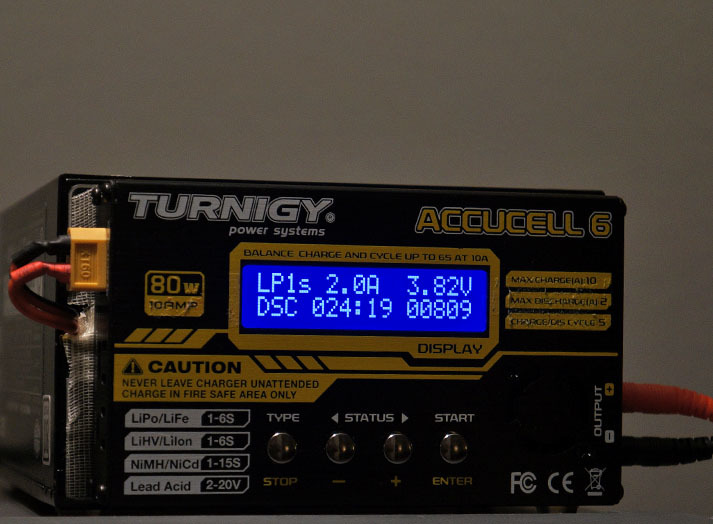 TURNIGY
power systems
ACCUCELL 6
BALANCE CHARGE AND CYCLE UP TO 6S AT 10A
80W
10AMP
LP1s 2.0A 3.82V
DSC 024:19 00809
MAX CHARGE(A):10
MAX DISCHARGE(A) 2
CHARGE/DIS CYCLE 5
DISPLAY
CAUTION
NEVER LEAVE CHARGER UNATTENDED
CHARGE IN FIRE SAFE AREA ONLY
LiPo/LiFe 1-6S
LiHV/LiIon 1-6S
NiMH/NiCd 1-15S
Lead Acid 2-20V
TYPE
◀ STATUS ▶
START
STOP
−
+
ENTER
OUTPUT
+
−
FC CE